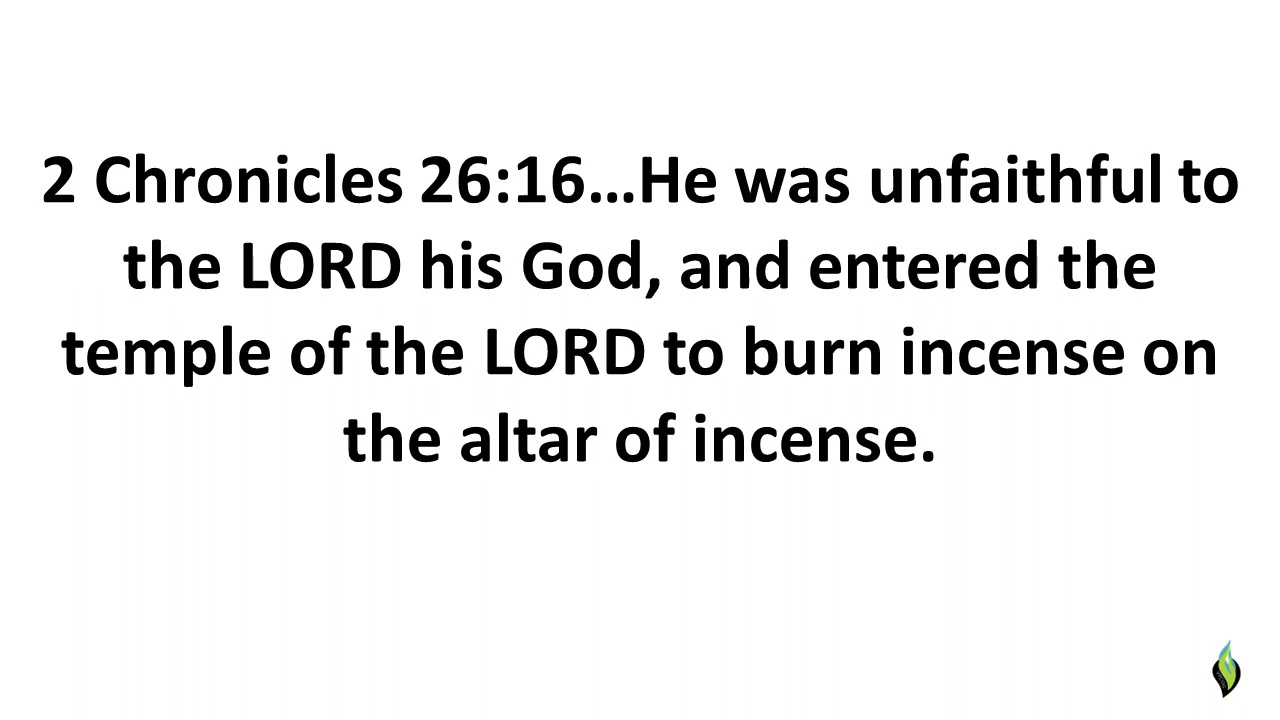 2 Chronicles 26:16…He was unfaithful to
the LORD his God, and entered the
temple of the LORD to burn incense on
the altar of incense.